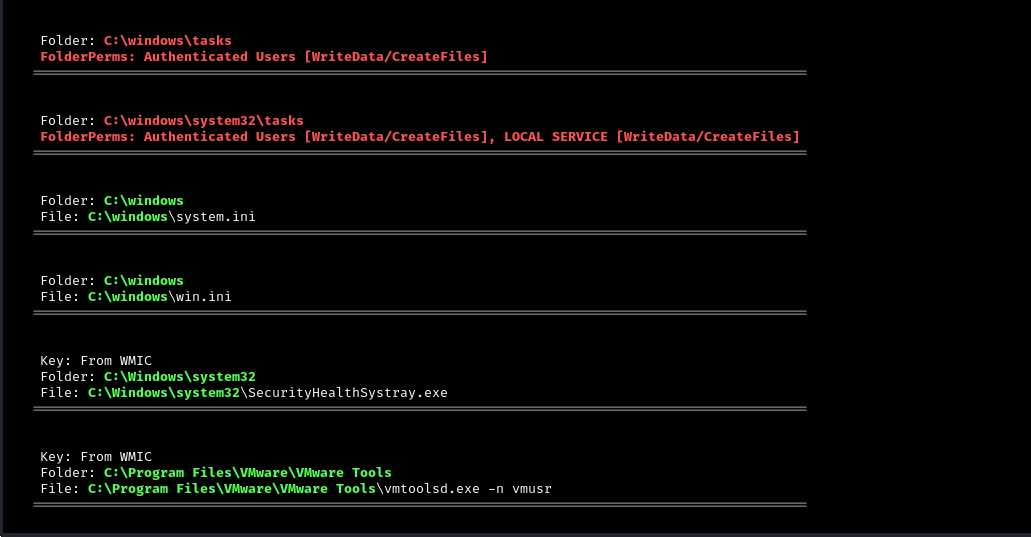 Folder: C:\windows\tasks
FolderPerms: Authenticated Users [WriteData/CreateFiles]
Folder: C:\windows\system32\tasks
FolderPerms: Authenticated Users [WriteData/CreateFiles], LOCAL SERVICE [WriteData/CreateFiles]
Folder: C:\windows
File: C:\windows\system.ini
Folder: C:\windows
File: C:\windows\win.ini
Key: From WMIC
Folder: C:\Windows\system32
File: C:\Windows\system32\SecurityHealthSystray.exe
Key: From WMIC
Folder: C:\Program Files\VMware\VMware Tools
File: C:\Program Files\VMware\VMware Tools\vmtoolsd.exe -n vmusr